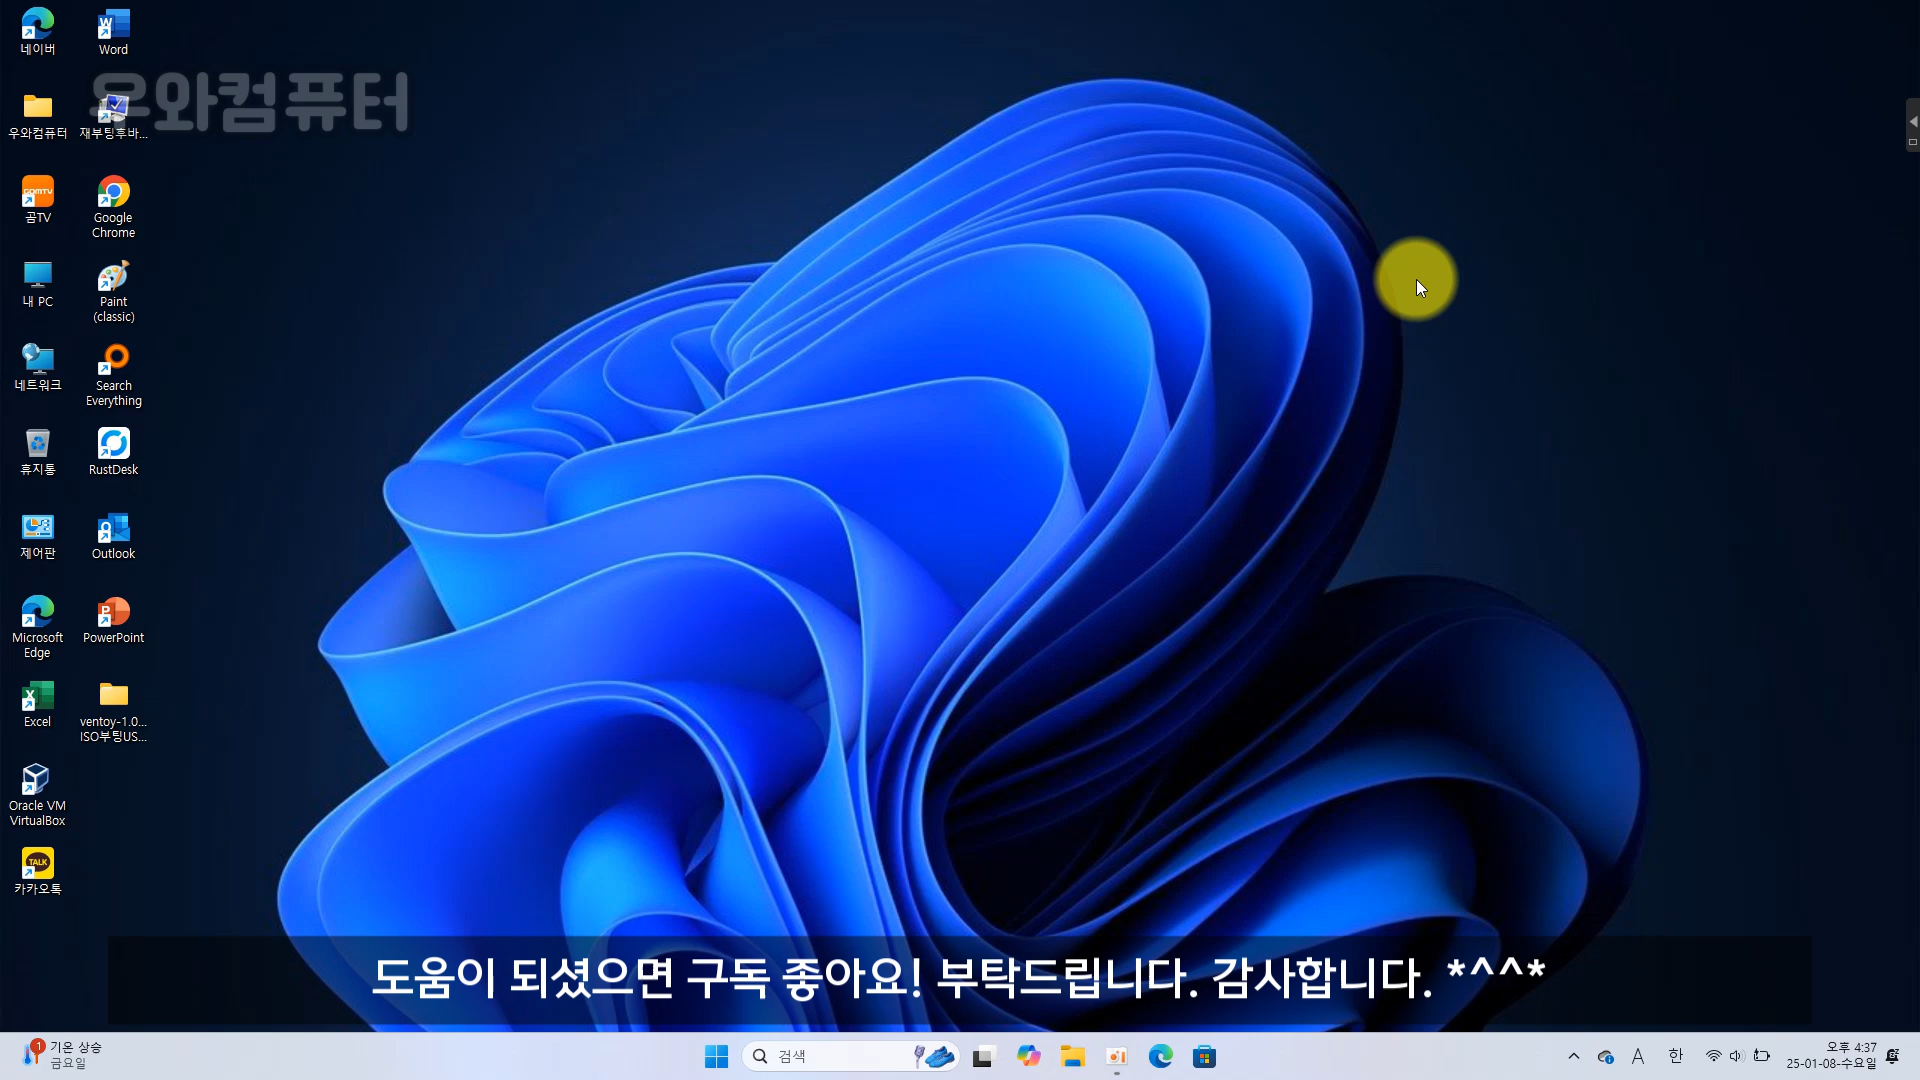 네이버
Word
우와컴퓨터
우와컴퓨터
재부팅후바...
GOMTV
곰TV
Google
Chrome
내 PC
Paint
(classic)
네트워크
Search
Everything
휴지통
RustDesk
제어판
Outlook
Microsoft
Edge
PowerPoint
Excel
ventoy-1.0...
ISO부팅US...
Oracle VM
VirtualBox
TALK
카카오톡
도움이 되셨으면 구독 좋아요! 부탁드립니다. 감사합니다. *^^*
1
기온 상승
금요일
검색
A
한
오후 4:37
25-01-08-수요일